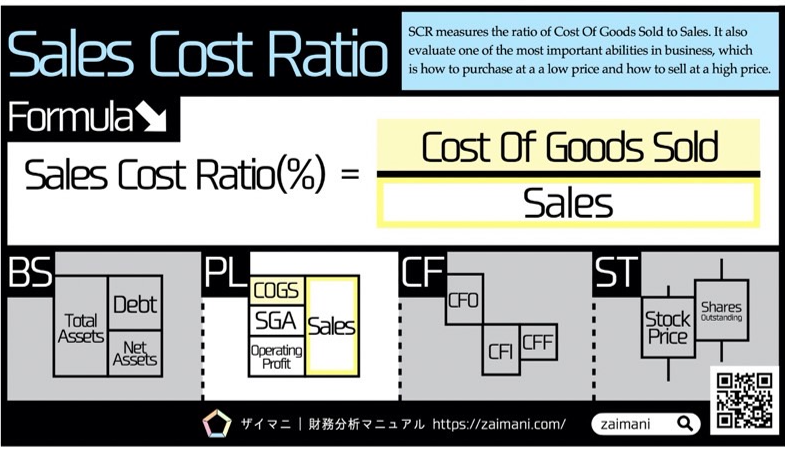 Sales Cost Ratio
SCR measures the ratio of Cost Of Goods Sold to Sales. It also
evaluate one of the most important abilities in business, which
is how to purchase at a a low price and how to sell at a high price.
Formula
Sales Cost Ratio(%) =
Cost Of Goods Sold
Sales
BS
Total
Assets
Debt
Net
Assets
PL
COGS
SGA
Operating
Profit
Sales
CF
CFO
CFI
CFF
ST
Stock
Price
Shares
Outstanding
ザイマニ | 財務分析マニュアル https://zaimani.com/
zaimani